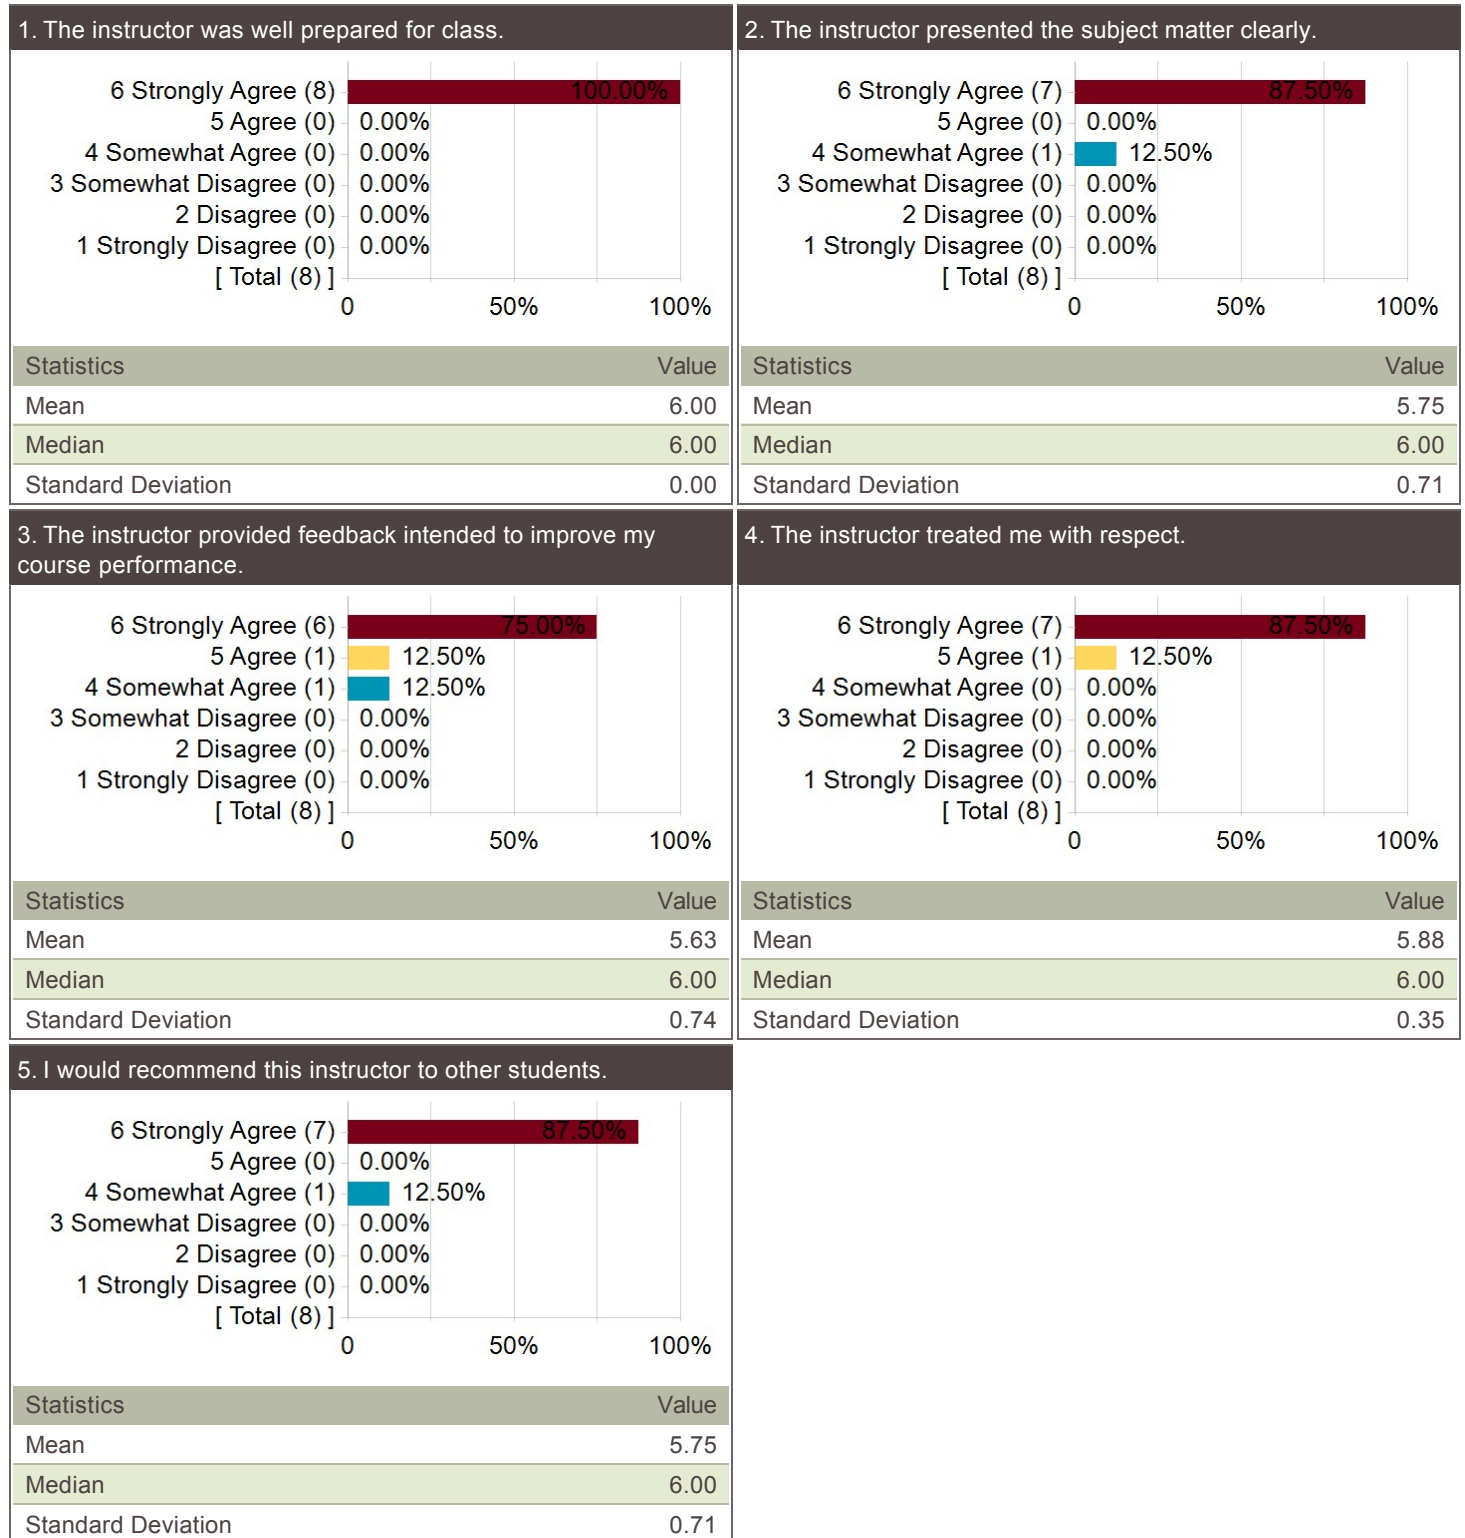 1. The instructor was well prepared for class.
6 Strongly Agree (8) 100.00%
5 Agree (0) 0.00%
4 Somewhat Agree (0) 0.00%
3 Somewhat Disagree (0) 0.00%
2 Disagree (0) 0.00%
1 Strongly Disagree (0) 0.00%
[ Total (8) ]
0 50% 100%
Statistics Value
Mean 6.00
Median 6.00
Standard Deviation 0.00
2. The instructor presented the subject matter clearly.
6 Strongly Agree (7) 87.50%
5 Agree (0) 0.00%
4 Somewhat Agree (1) 12.50%
3 Somewhat Disagree (0) 0.00%
2 Disagree (0) 0.00%
1 Strongly Disagree (0) 0.00%
[ Total (8) ]
0 50% 100%
Statistics Value
Mean 5.75
Median 6.00
Standard Deviation 0.71
3. The instructor provided feedback intended to improve my
course performance.
6 Strongly Agree (6) 75.00%
5 Agree (1) 12.50%
4 Somewhat Agree (1) 12.50%
3 Somewhat Disagree (0) 0.00%
2 Disagree (0) 0.00%
1 Strongly Disagree (0) 0.00%
[ Total (8) ]
0 50% 100%
Statistics Value
Mean 5.63
Median 6.00
Standard Deviation 0.74
4. The instructor treated me with respect.
6 Strongly Agree (7) 87.50%
5 Agree (1) 12.50%
4 Somewhat Agree (0) 0.00%
3 Somewhat Disagree (0) 0.00%
2 Disagree (0) 0.00%
1 Strongly Disagree (0) 0.00%
[ Total (8) ]
0 50% 100%
Statistics Value
Mean 5.88
Median 6.00
Standard Deviation 0.35
5. I would recommend this instructor to other students.
6 Strongly Agree (7) 87.50%
5 Agree (0) 0.00%
4 Somewhat Agree (1) 12.50%
3 Somewhat Disagree (0) 0.00%
2 Disagree (0) 0.00%
1 Strongly Disagree (0) 0.00%
[ Total (8) ]
0 50% 100%
Statistics Value
Mean 5.75
Median 6.00
Standard Deviation 0.71